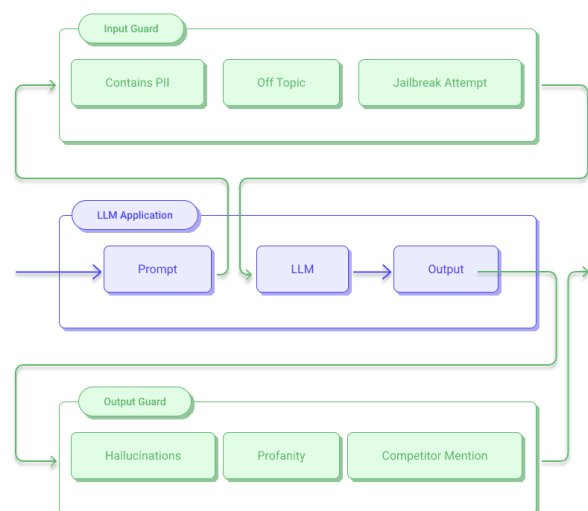 Input Guard
Contains PII
Off Topic
Jailbreak Attempt
LLM Application
Prompt
LLM
Output
Output Guard
Hallucinations
Profanity
Competitor Mention